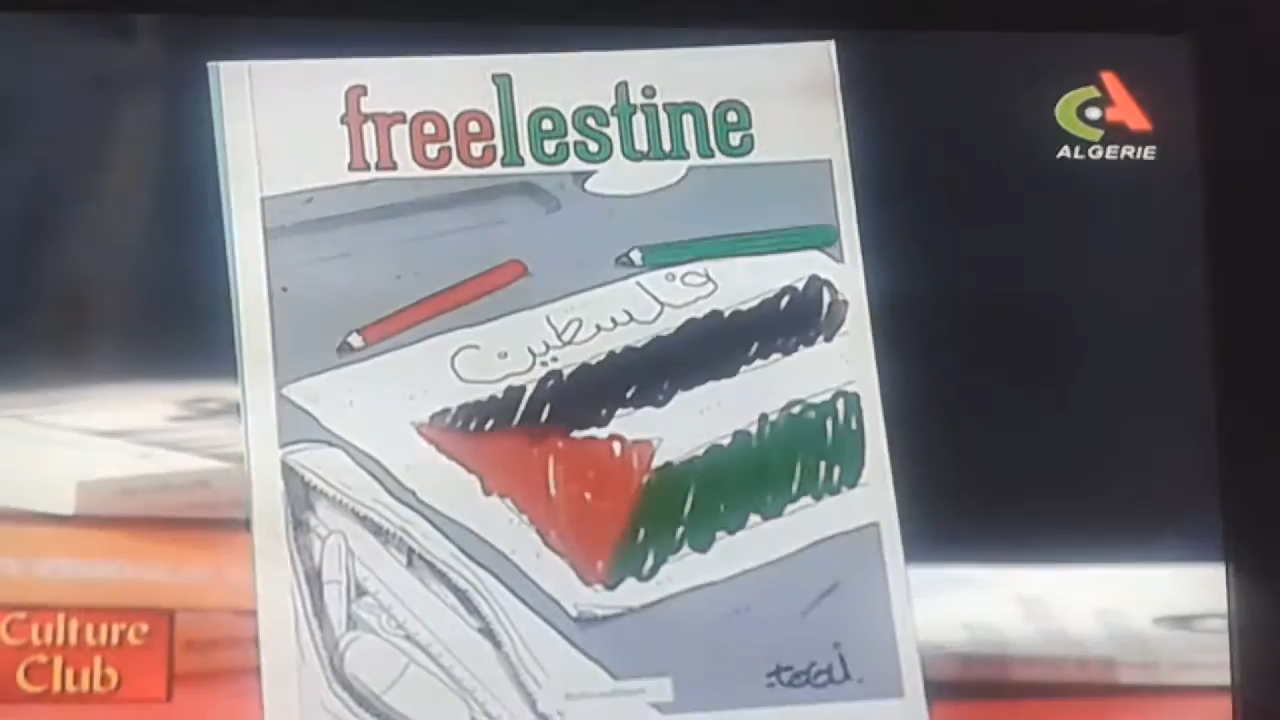 freelestine
ALGERIE
فلسطين
Culture
Club